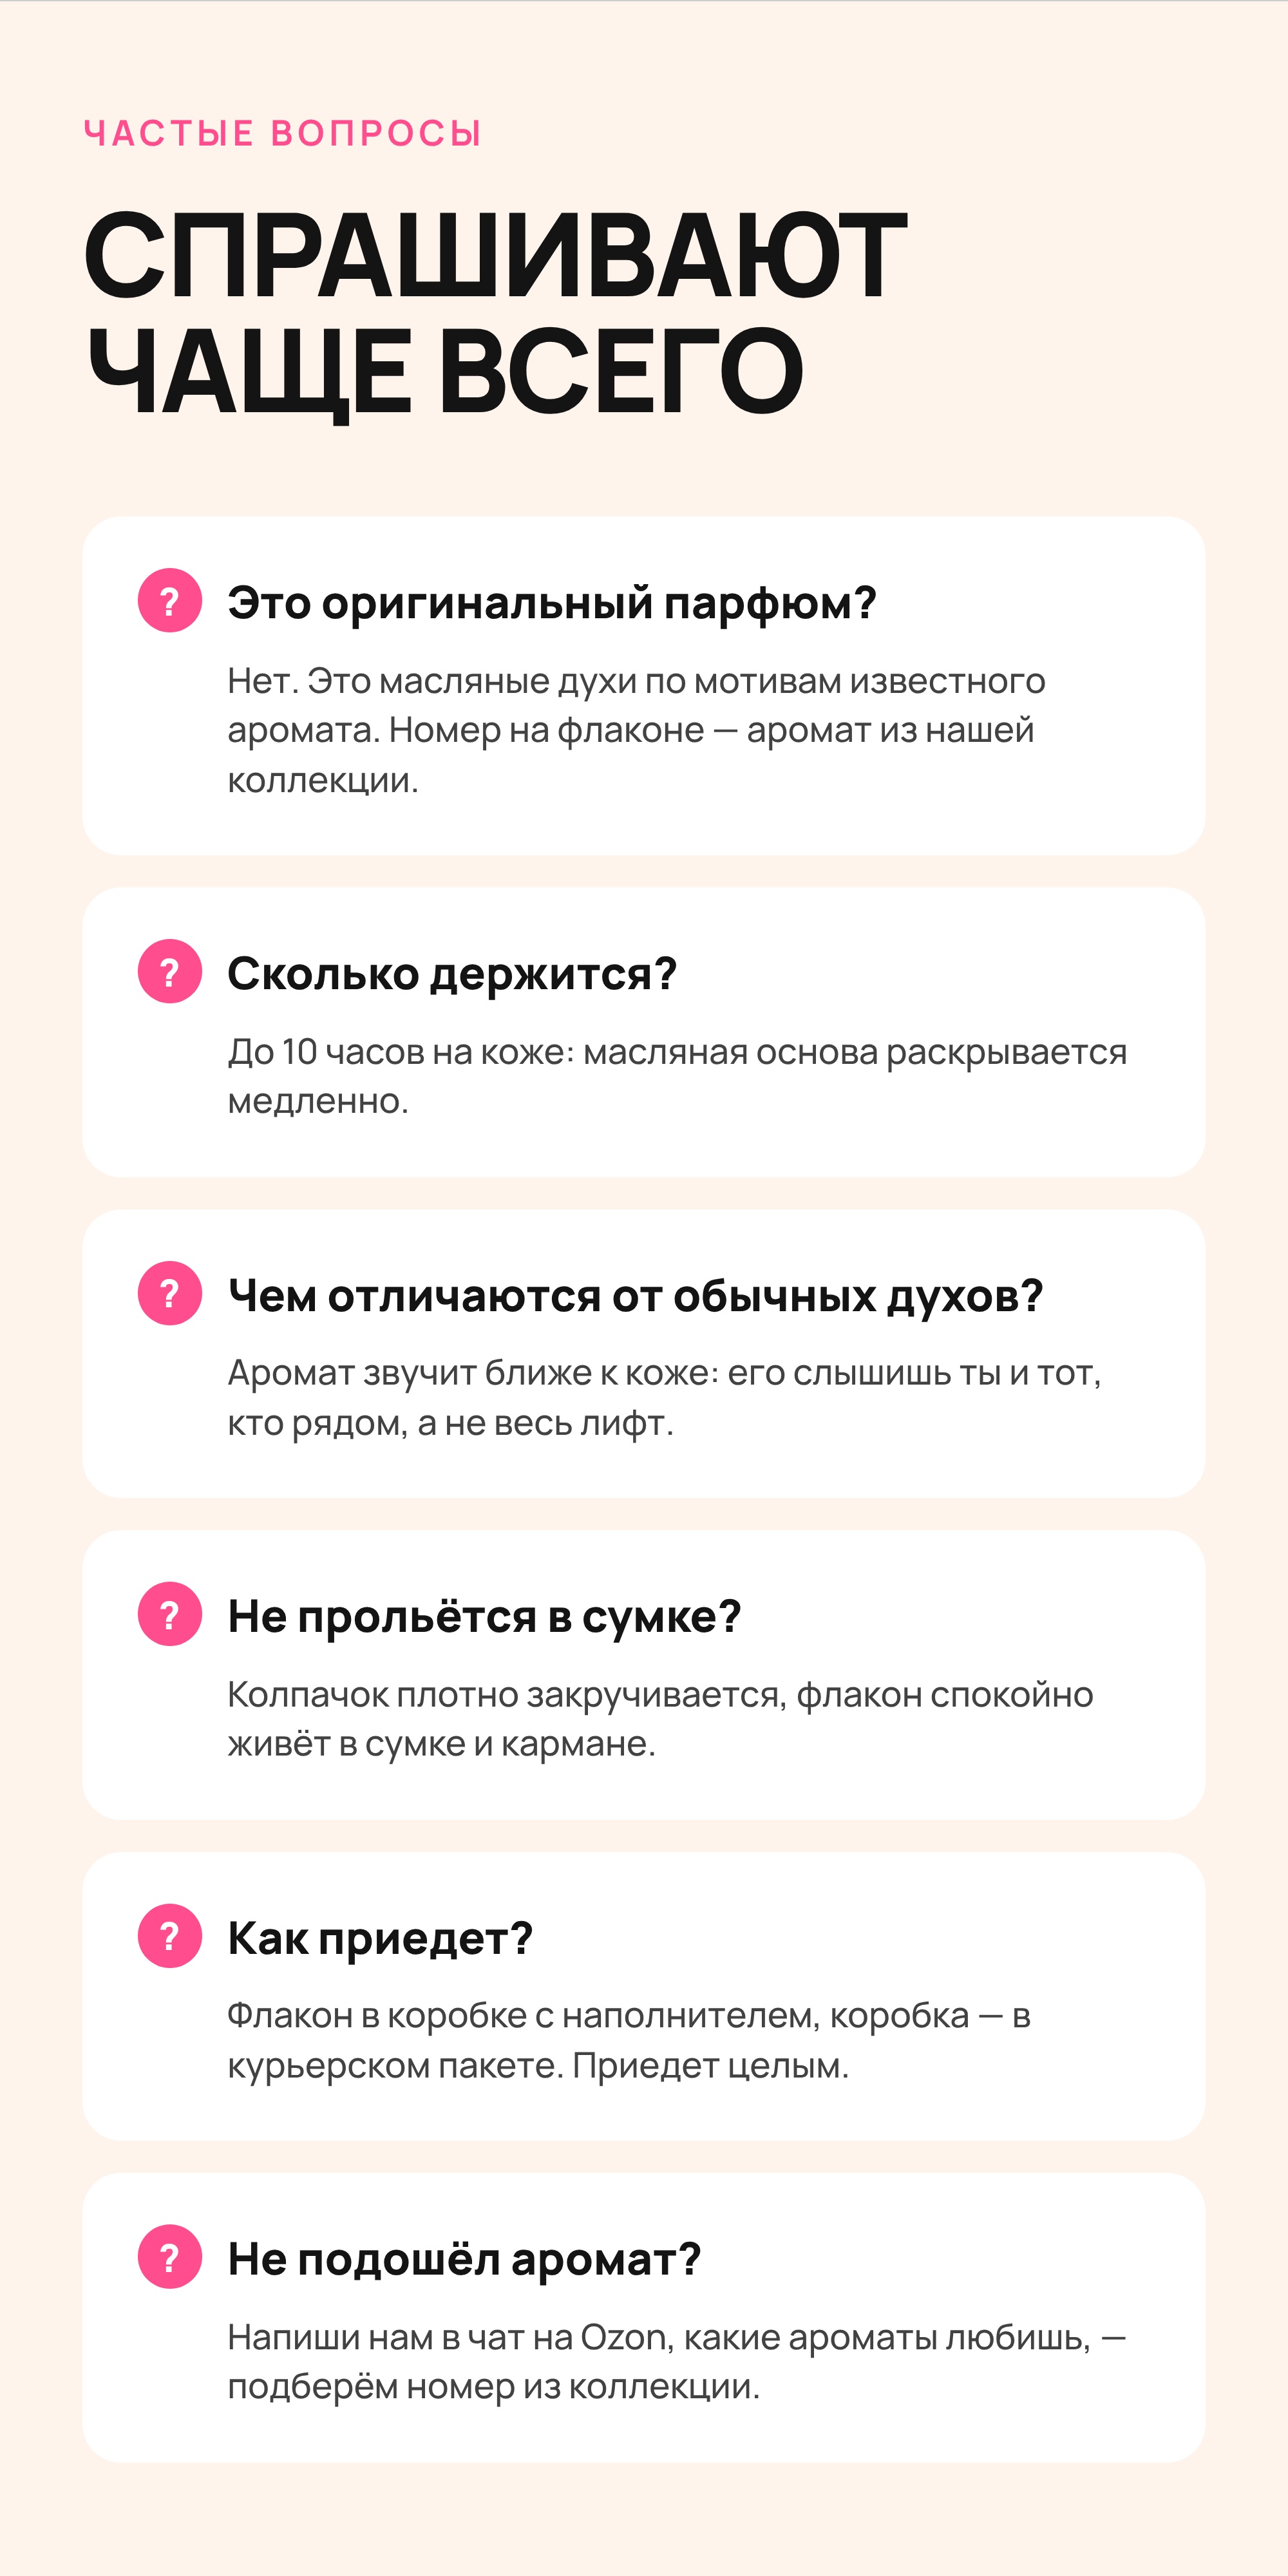 ЧАСТЫЕ ВОПРОСЫ
СПРАШИВАЮТ
ЧАЩЕ ВСЕГО
? Это оригинальный парфюм?
Нет. Это масляные духи по мотивам известного
аромата. Номер на флаконе — аромат из нашей
коллекции.
? Сколько держится?
До 10 часов на коже: масляная основа раскрывается
медленно.
? Чем отличаются от обычных духов?
Аромат звучит ближе к коже: его слышишь ты и тот,
кто рядом, а не весь лифт.
? Не прольётся в сумке?
Колпачок плотно закручивается, флакон спокойно
живёт в сумке и кармане.
? Как приедет?
Флакон в коробке с наполнителем, коробка — в
курьерском пакете. Приедет целым.
? Не подошёл аромат?
Напиши нам в чат на Ozon, какие ароматы любишь, —
подберём номер из коллекции.